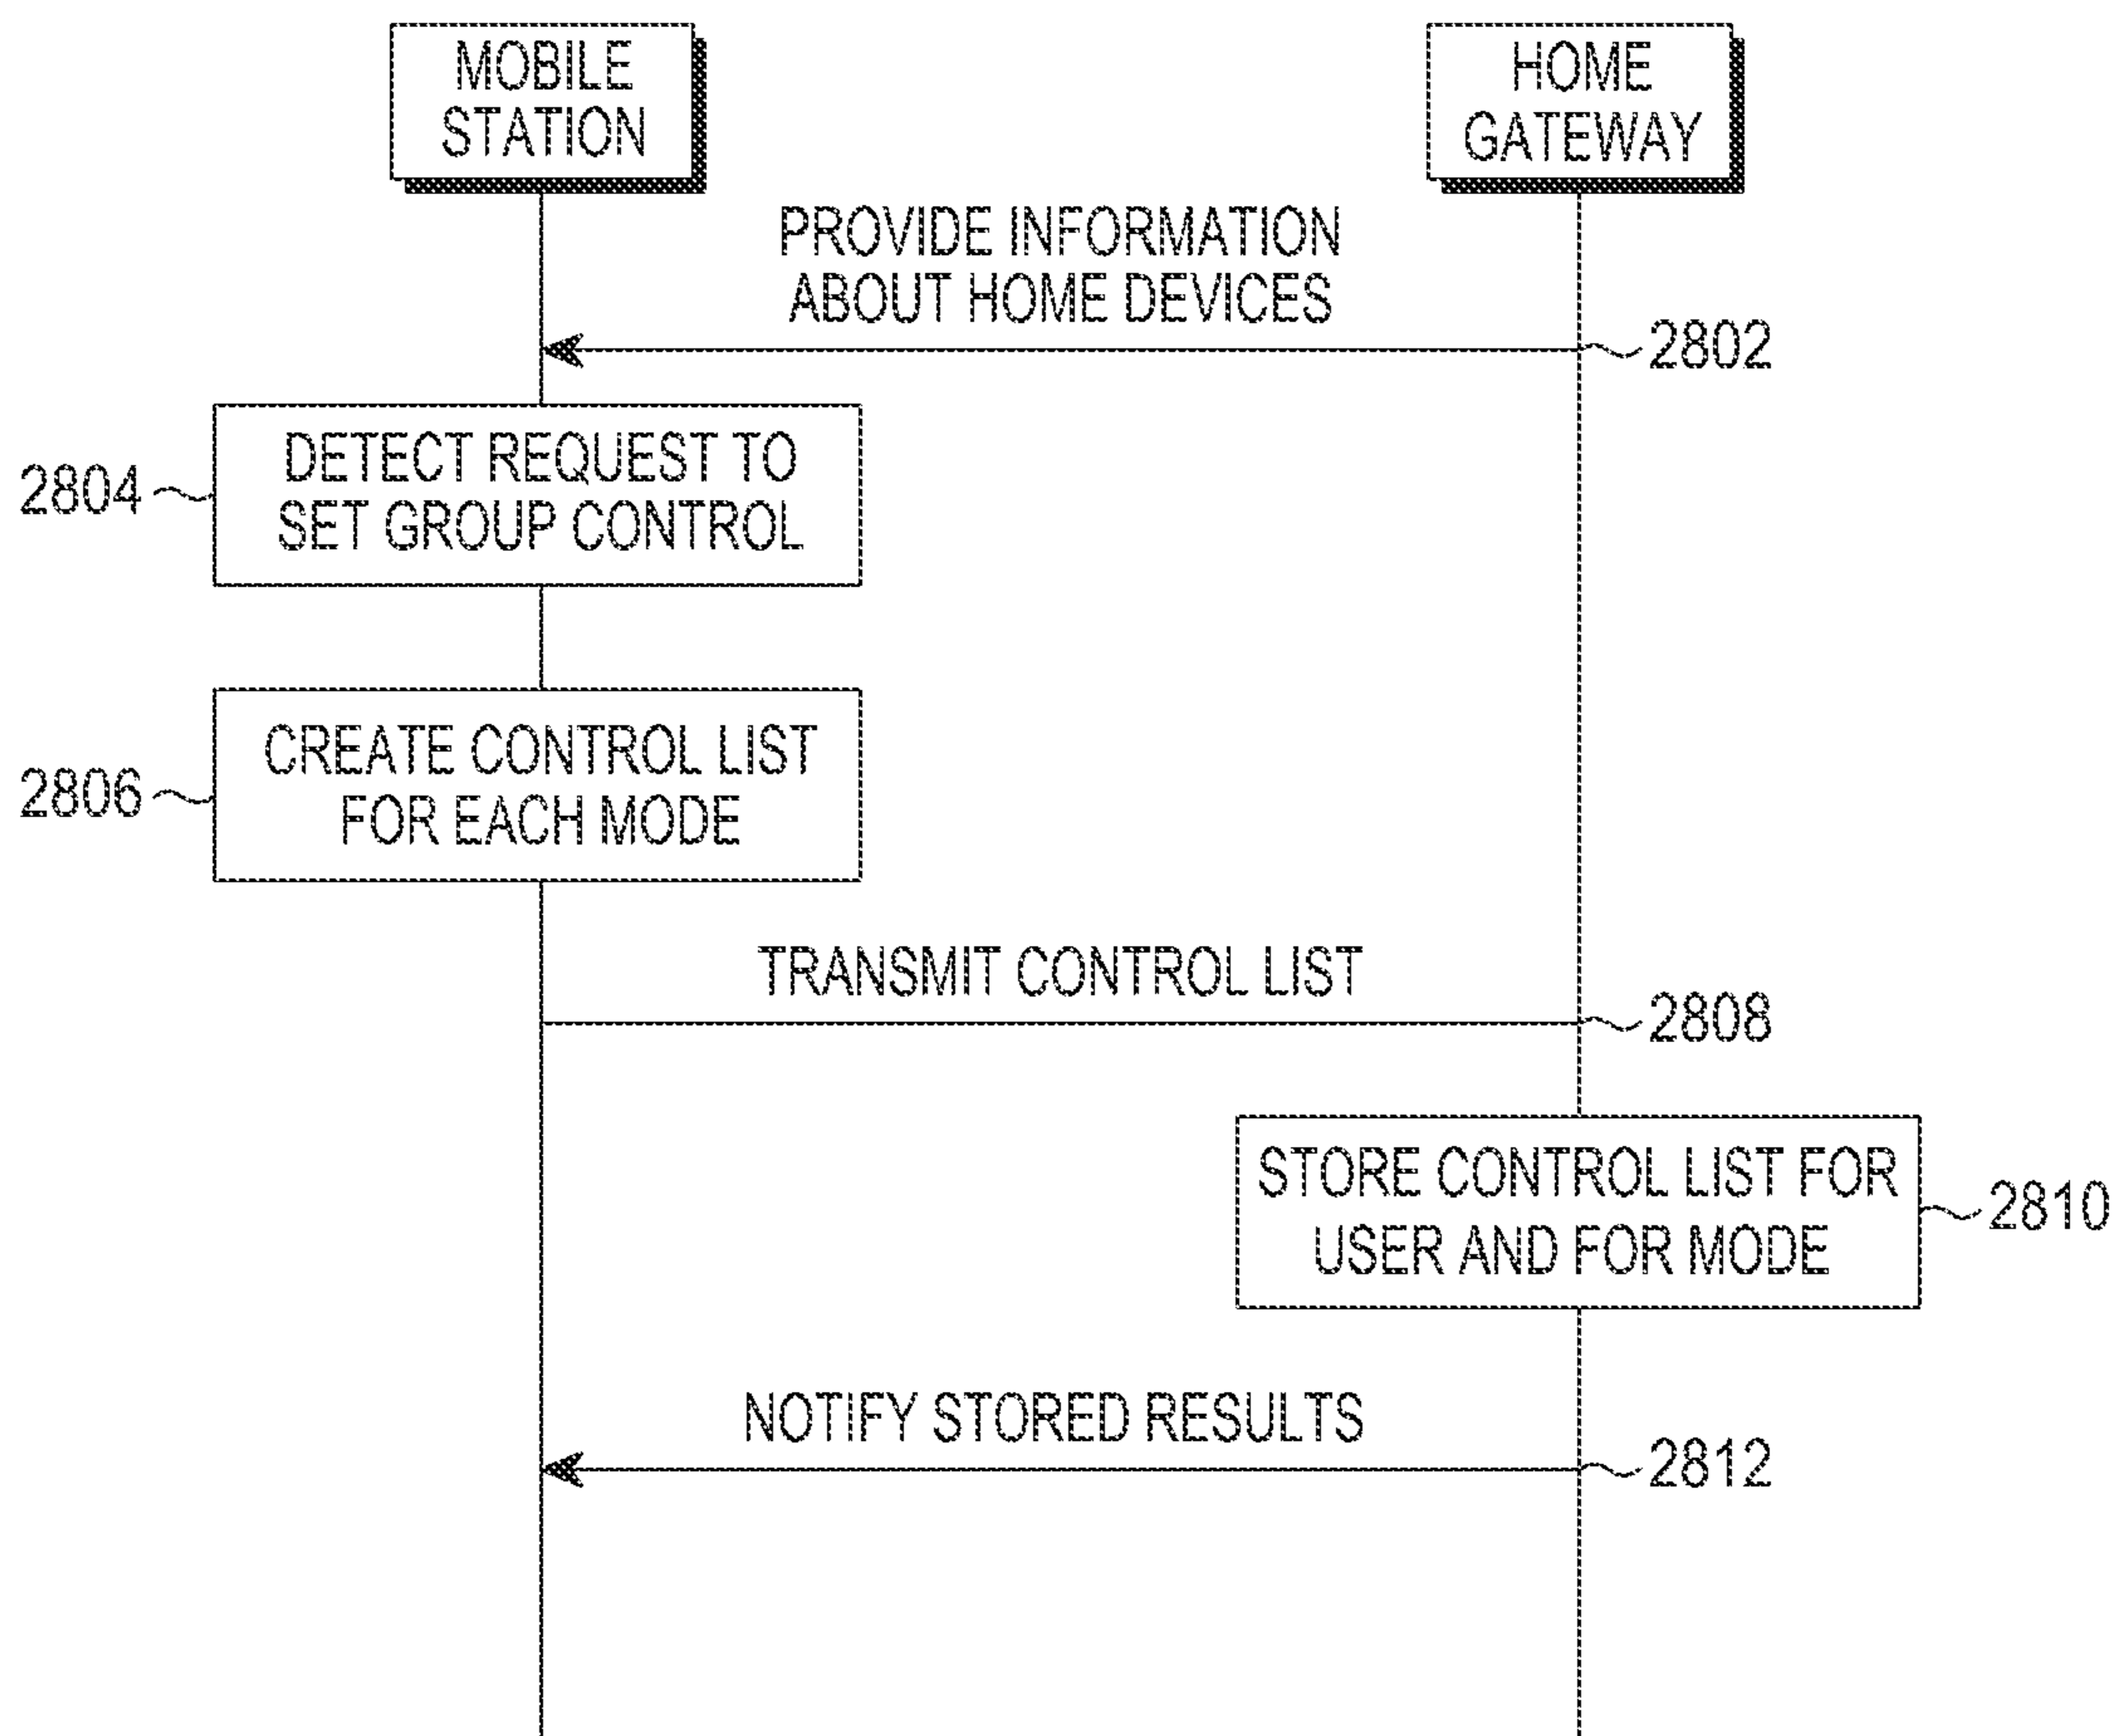 MOBILE
STATION
HOME
GATEWAY
PROVIDE INFORMATION
ABOUT HOME DEVICES
2802
DETECT REQUEST TO
SET GROUP CONTROL
2804
CREATE CONTROL LIST
FOR EACH MODE
2806
TRANSMIT CONTROL LIST
2808
STORE CONTROL LIST FOR
USER AND FOR MODE
2810
NOTIFY STORED RESULTS
2812